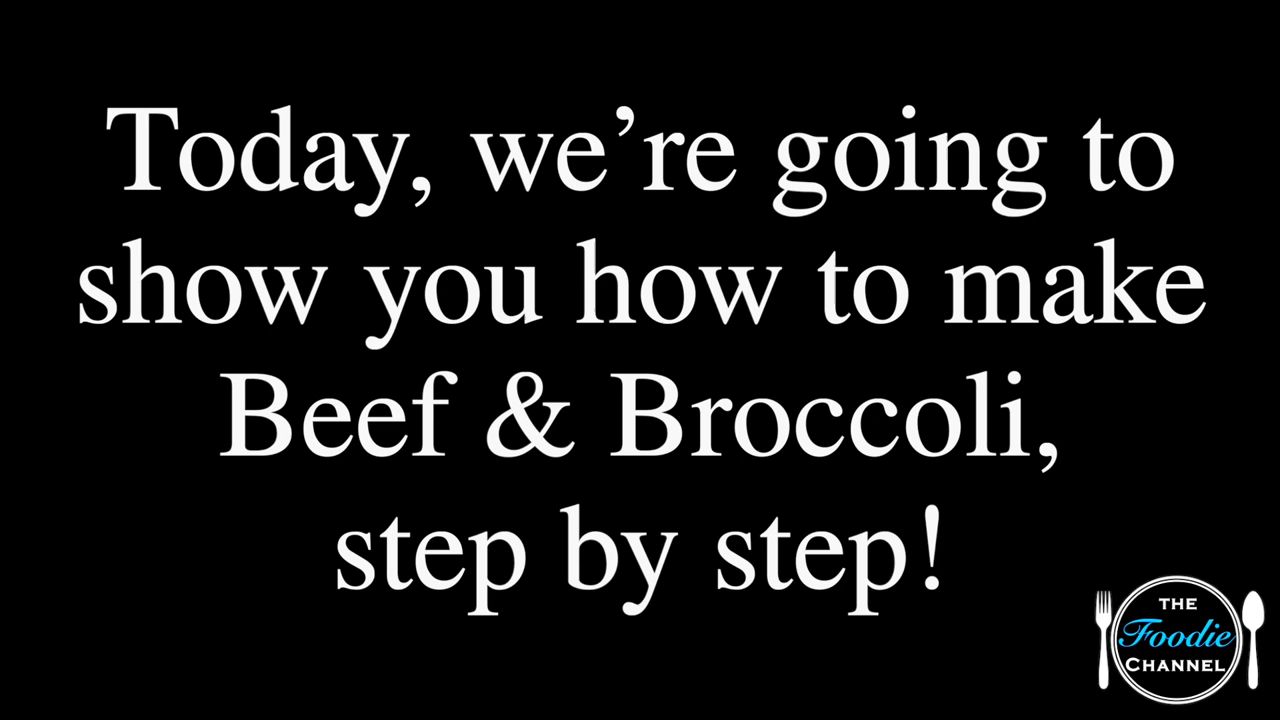 Today, we’re going to
show you how to make
Beef & Broccoli,
step by step!
THE
Foodie
CHANNEL